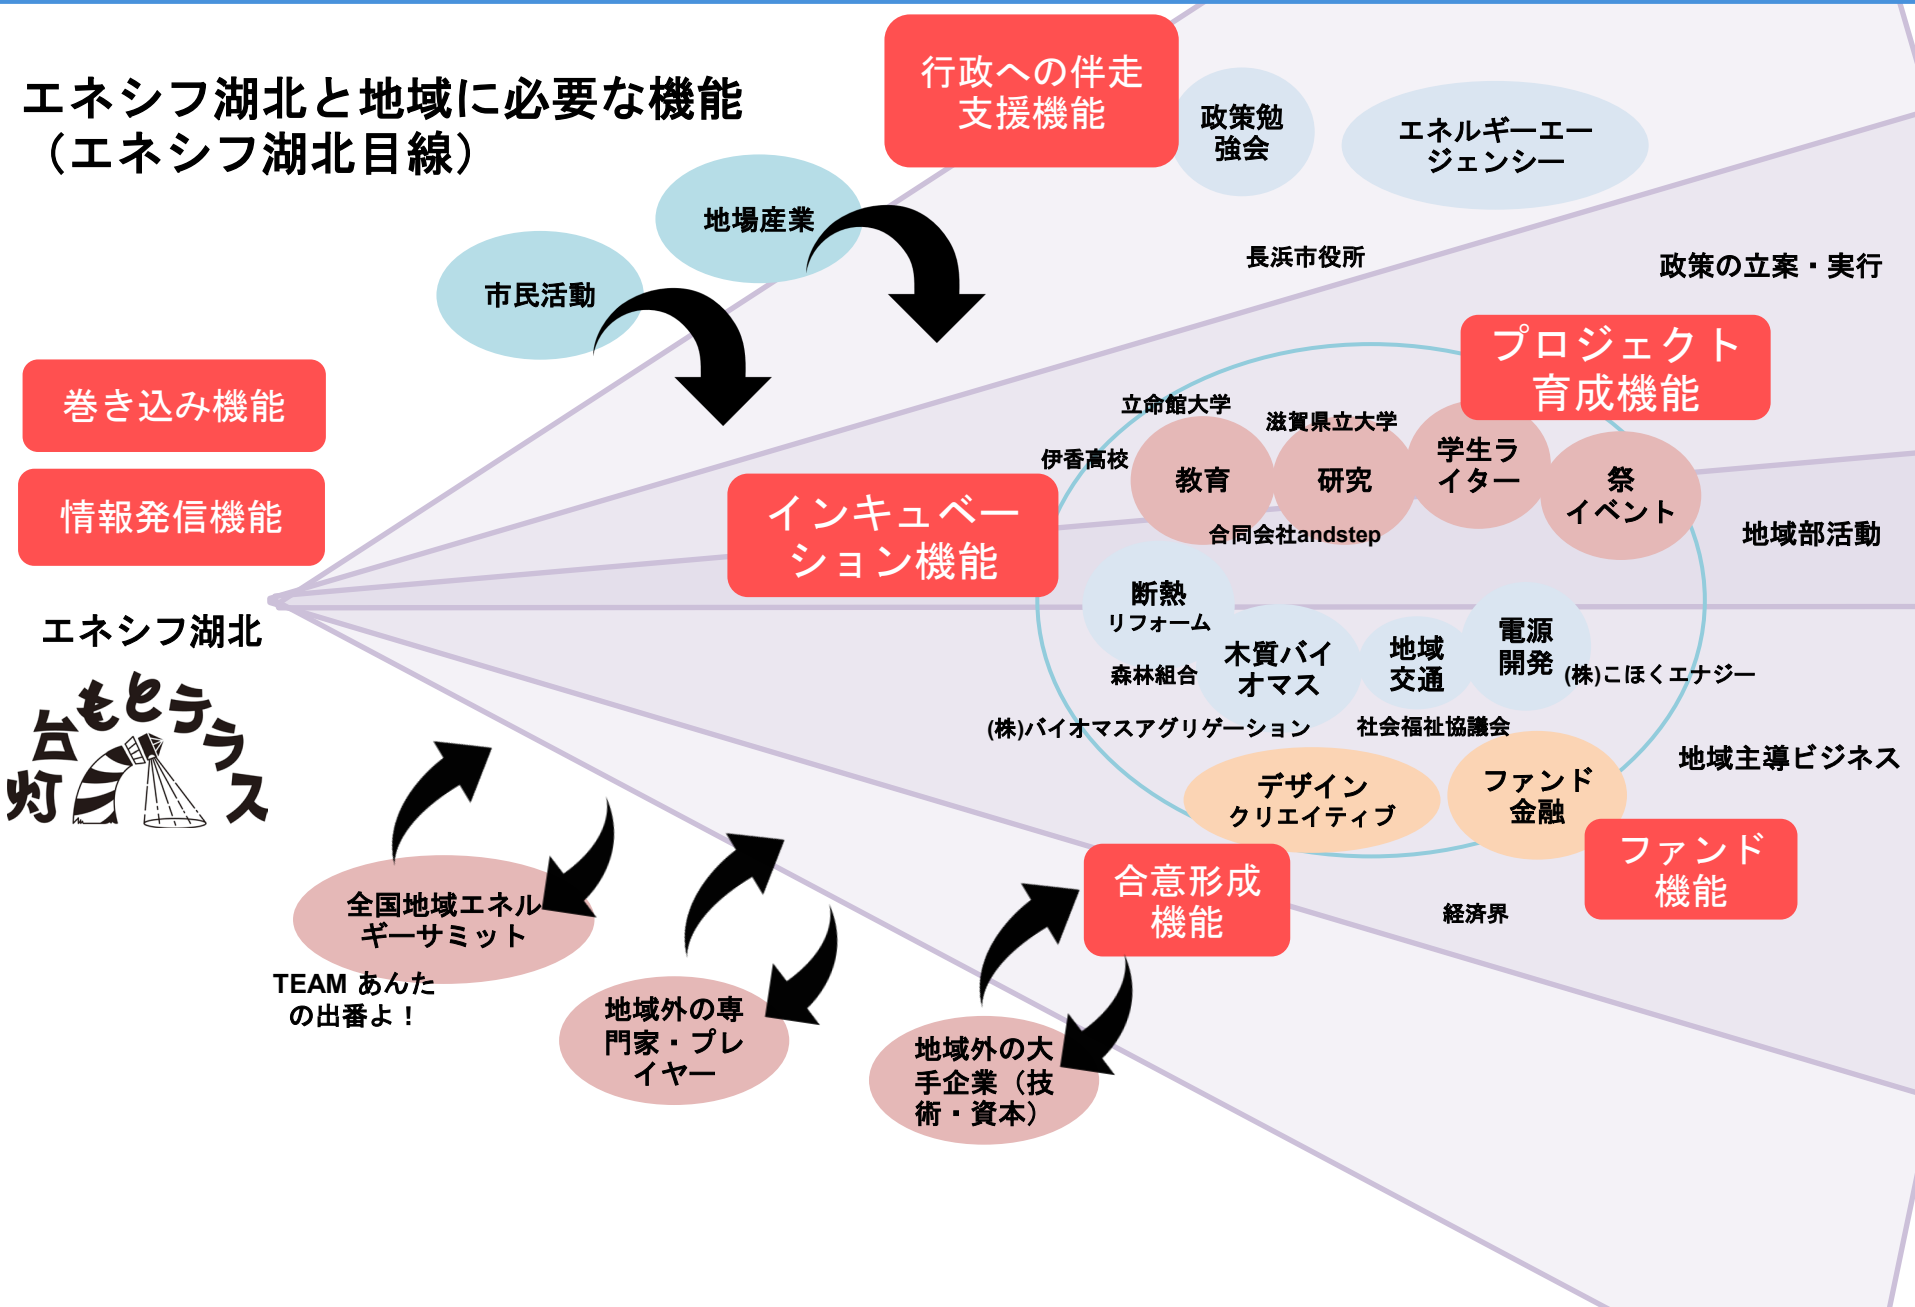 エネシフ湖北と地域に必要な機能
（エネシフ湖北目線）
行政への伴走
支援機能
政策勉
強会
エネルギーエー
ジェンシー
地場産業
市民活動
長浜市役所
政策の立案・実行
巻き込み機能
情報発信機能
プロジェクト
育成機能
立命館大学
滋賀県立大学
伊香高校
教育
研究
学生ラ
イター
祭
イベント
インキュベー
ション機能
合同会社andstep
地域部活動
エネシフ湖北
灯台もとテラス
断熱
リフォーム
木質バイ
オマス
地域
交通
電源
開発
森林組合
(株)こほくエナジー
(株)バイオマスアグリゲーション
社会福祉協議会
地域主導ビジネス
デザイン
クリエイティブ
ファンド
金融
ファンド
機能
合意形成
機能
経済界
全国地域エネル
ギーサミット
TEAM あんた
の出番よ！
地域外の専
門家・プレ
イヤー
地域外の大
手企業（技
術・資本）